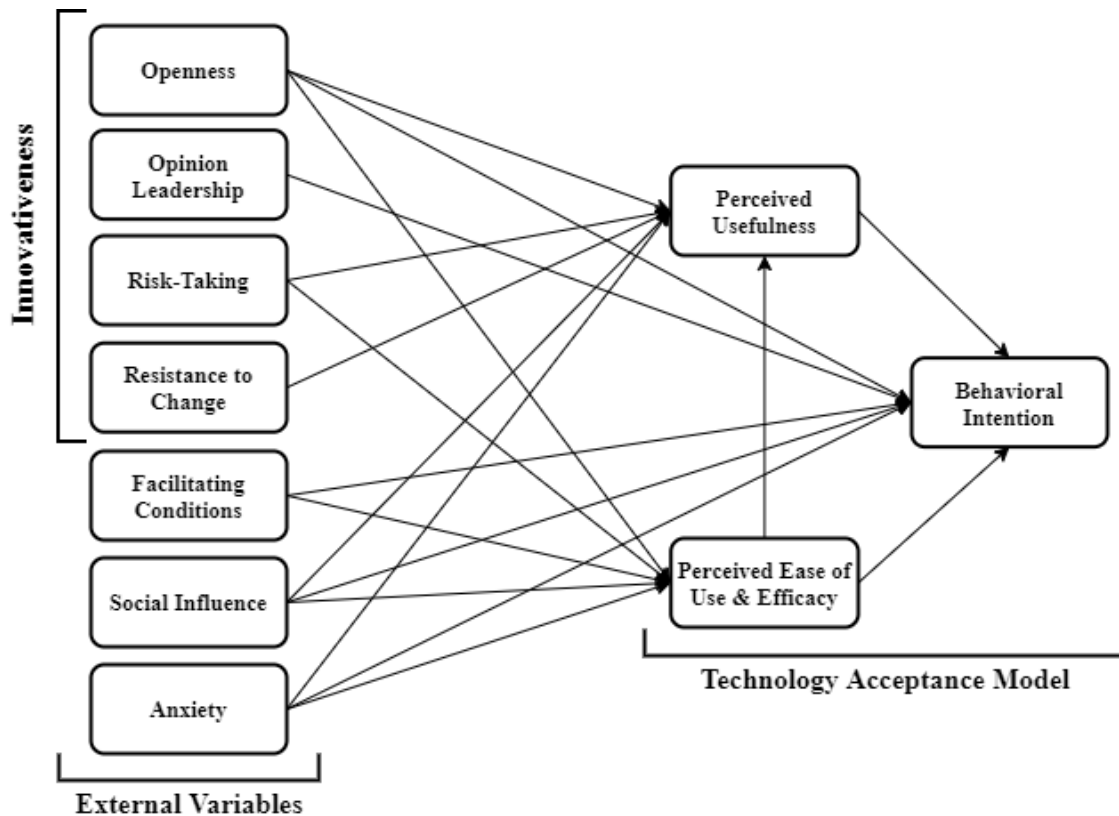 Innovativeness
Openness
Opinion
Leadership
Risk-Taking
Resistance to
Change
Facilitating
Conditions
Social Influence
Anxiety
External Variables
Perceived
Usefulness
Perceived Ease of
Use & Efficacy
Behavioral
Intention
Technology Acceptance Model